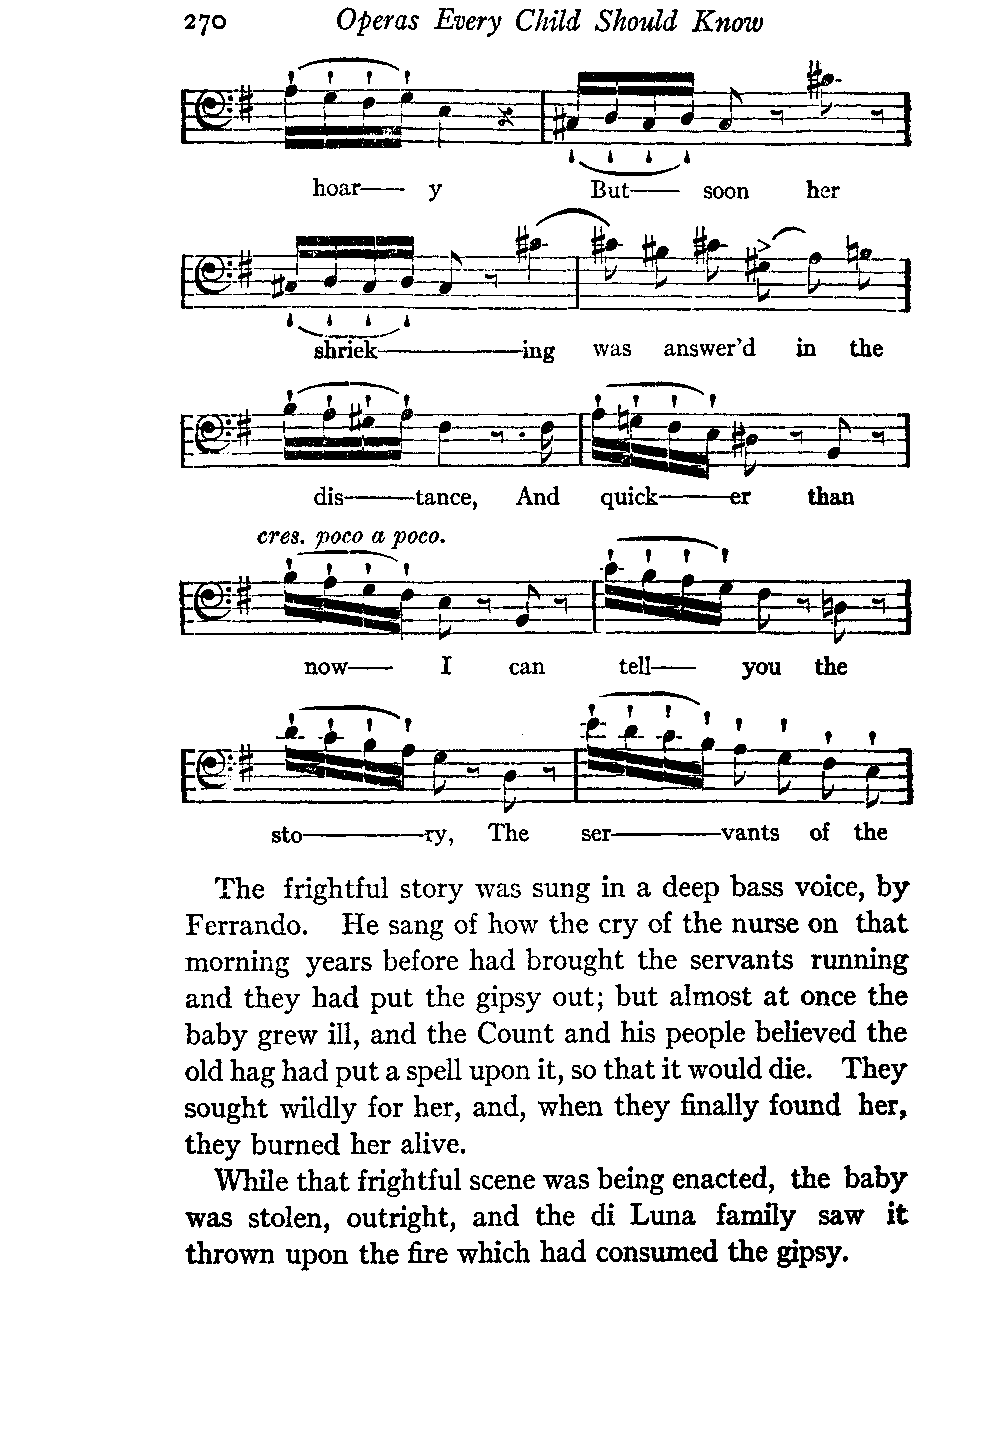 270 Operas Every Child Should Know
hoar—— y But—— soon her
shriek————ing was answer'd in the
dis———tance, And quick———er than
cres. poco a poco.
now—— I can tell—— you the
sto————ry, The ser————vants of the
The frightful story was sung in a deep bass voice, by
Ferrando. He sang of how the cry of the nurse on that
morning years before had brought the servants running
and they had put the gipsy out; but almost at once the
baby grew ill, and the Count and his people believed the
old hag had put a spell upon it, so that it would die. They
sought wildly for her, and, when they finally found her,
they burned her alive.
While that frightful scene was being enacted, the baby
was stolen, outright, and the di Luna family saw it
thrown upon the fire which had consumed the gipsy.